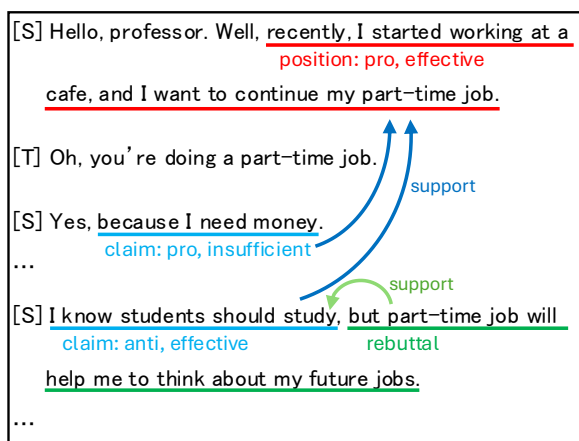 [S] Hello, professor. Well, recently, I started working at a
position: pro, effective
cafe, and I want to continue my part-time job.
[T] Oh, you're doing a part-time job.
support
[S] Yes, because I need money.
claim: pro, insufficient
...
support
[S] I know students should study, but part-time job will
claim: anti, effective rebuttal
help me to think about my future jobs.
...